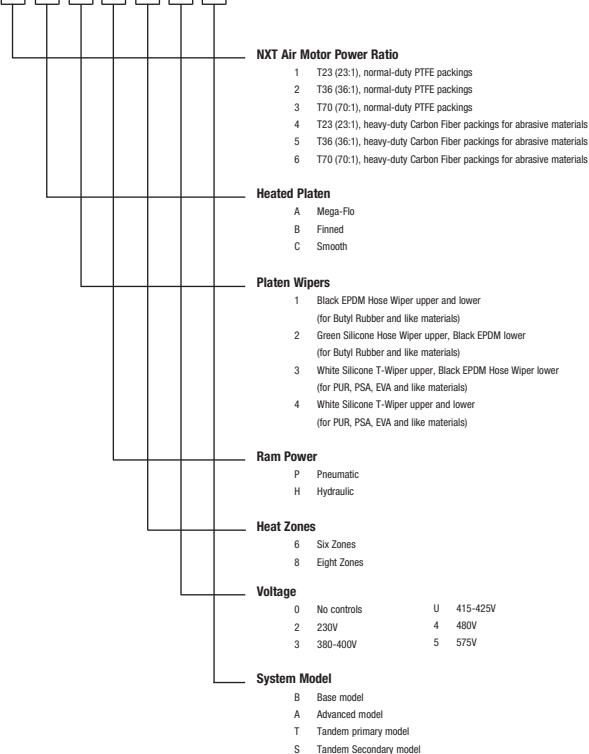 NXT Air Motor Power Ratio
1 T23 (23:1), normal-duty PTFE packings
2 T36 (36:1), normal-duty PTFE packings
3 T70 (70:1), normal-duty PTFE packings
4 T23 (23:1), heavy-duty Carbon Fiber packings for abrasive materials
5 T36 (36:1), heavy-duty Carbon Fiber packings for abrasive materials
6 T70 (70:1), heavy-duty Carbon Fiber packings for abrasive materials
Heated Platen
A Mega-Flo
B Finned
C Smooth
Platen Wipers
1 Black EPDM Hose Wiper upper and lower
(for Butyl Rubber and like materials)
2 Green Silicone Hose Wiper upper, Black EPDM lower
(for Butyl Rubber and like materials)
3 White Silicone T-Wiper upper, Black EPDM Hose Wiper lower
(for PUR, PSA, EVA and like materials)
4 White Silicone T-Wiper upper and lower
(for PUR, PSA, EVA and like materials)
Ram Power
P Pneumatic
H Hydraulic
Heat Zones
6 Six Zones
8 Eight Zones
Voltage
0 No controls U 415-425V
2 230V 4 480V
3 380-400V 5 575V
System Model
B Base model
A Advanced model
T Tandem primary model
S Tandem Secondary model